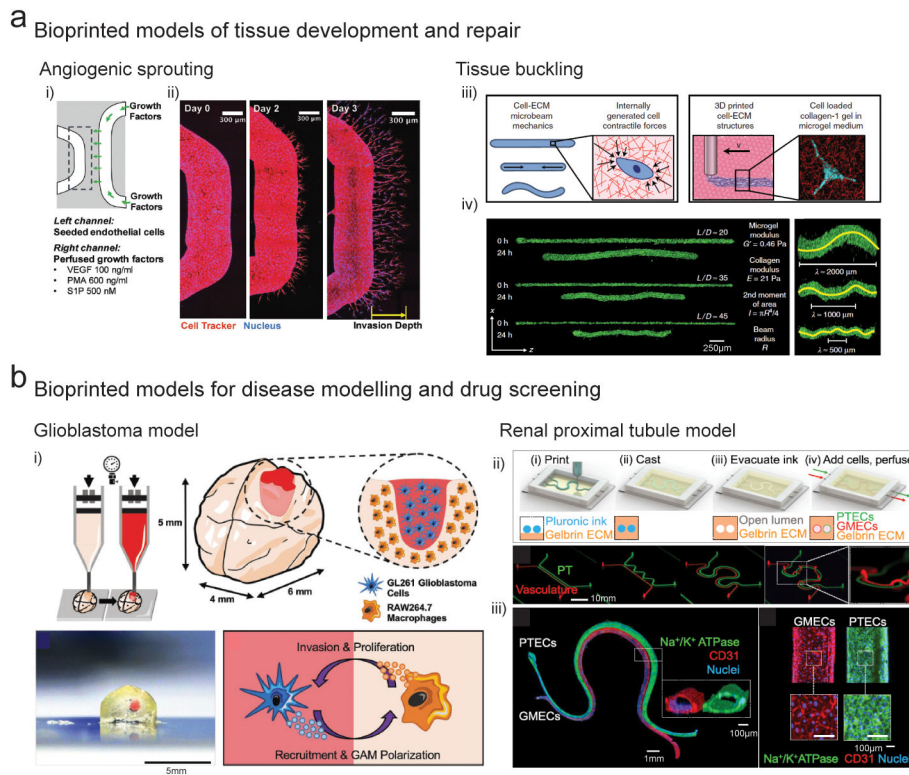 a Bioprinted models of tissue development and repair
Angiogenic sprouting
i)
Growth
Factors
Growth
Factors
Left channel:
Seeded endothelial cells
Right channel:
Perfused growth factors
• VEGF 100 ng/ml
• PMA 600 ng/ml
• S1P 500 nM
ii)
Day 0
300 μm
Day 2
300 μm
Day 3
300 μm
Cell Tracker Nucleus
Invasion Depth
Tissue buckling
iii)
Cell-ECM
microbeam
mechanics
Internally
generated cell
contractile forces
3D printed
cell-ECM
structures
Cell loaded
collagen-1 gel in
microgel medium
v
iv)
0 h
24 h
L/D ~ 20
0 h
24 h
L/D ~ 35
0 h
24 h
L/D ~ 45
x
z
250μm
Microgel
modulus
G' = 0.46 Pa
Collagen
modulus
E = 21 Pa
2nd moment
of area
I = πR⁴/4
Beam
radius
R
λ ≈ 2000 μm
λ ≈ 1000 μm
λ ≈ 500 μm
b Bioprinted models for disease modelling and drug screening
Glioblastoma model
i)
5 mm
4 mm
6 mm
GL261 Glioblastoma
Cells
RAW264.7
Macrophages
5mm
Invasion & Proliferation
Recruitment & GAM Polarization
Renal proximal tubule model
ii)
(i) Print
(ii) Cast
(iii) Evacuate ink
(iv) Add cells, perfuse
Pluronic ink
Gelbrin ECM
Open lumen
Gelbrin ECM
PTECs
GMECs
Gelbrin ECM
PT
Vasculature
10mm
iii)
PTECs
GMECs
Na⁺/K⁺ ATPase
CD31
Nuclei
100μm
1mm
GMECs PTECs
100μm
Na⁺/K⁺ATPase CD31 Nuclei